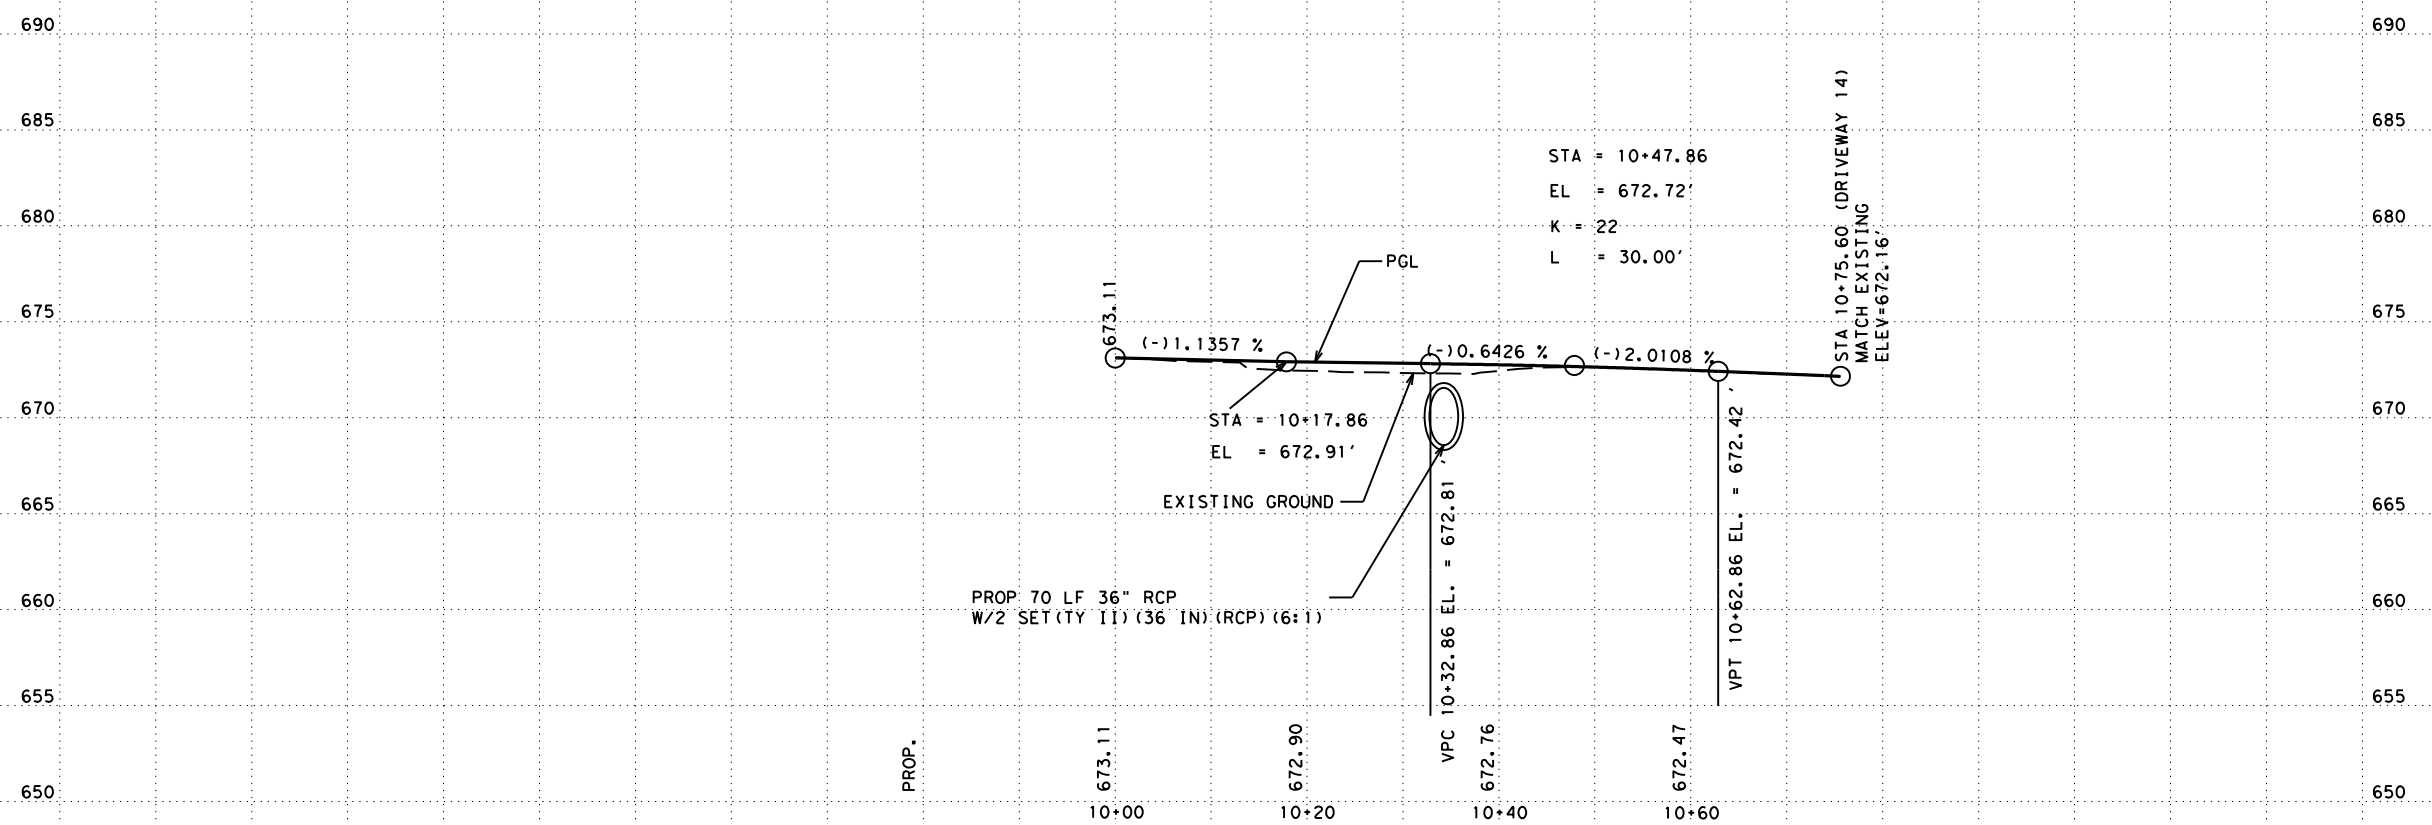 690
690
685
685
680
680
675
675
670
670
665
665
660
660
655
655
650
650
STA = 10+47.86
EL = 672.72'
K = 22
L = 30.00'
STA 10+75.60 (DRIVEWAY 14)
MATCH EXISTING
ELEV=672.16'
PGL
673.11
(-)1.1357 %
(-)0.6426 %
(-)2.0108 %
STA = 10+17.86
EL = 672.91'
EXISTING GROUND
PROP 70 LF 36" RCP
W/2 SET(TY II)(36 IN)(RCP)(6:1)
VPC 10+32.86 EL. = 672.81 '
VPT 10+62.86 EL. = 672.42 '
PROP.
673.11
672.90
672.76
672.47
10+00
10+20
10+40
10+60